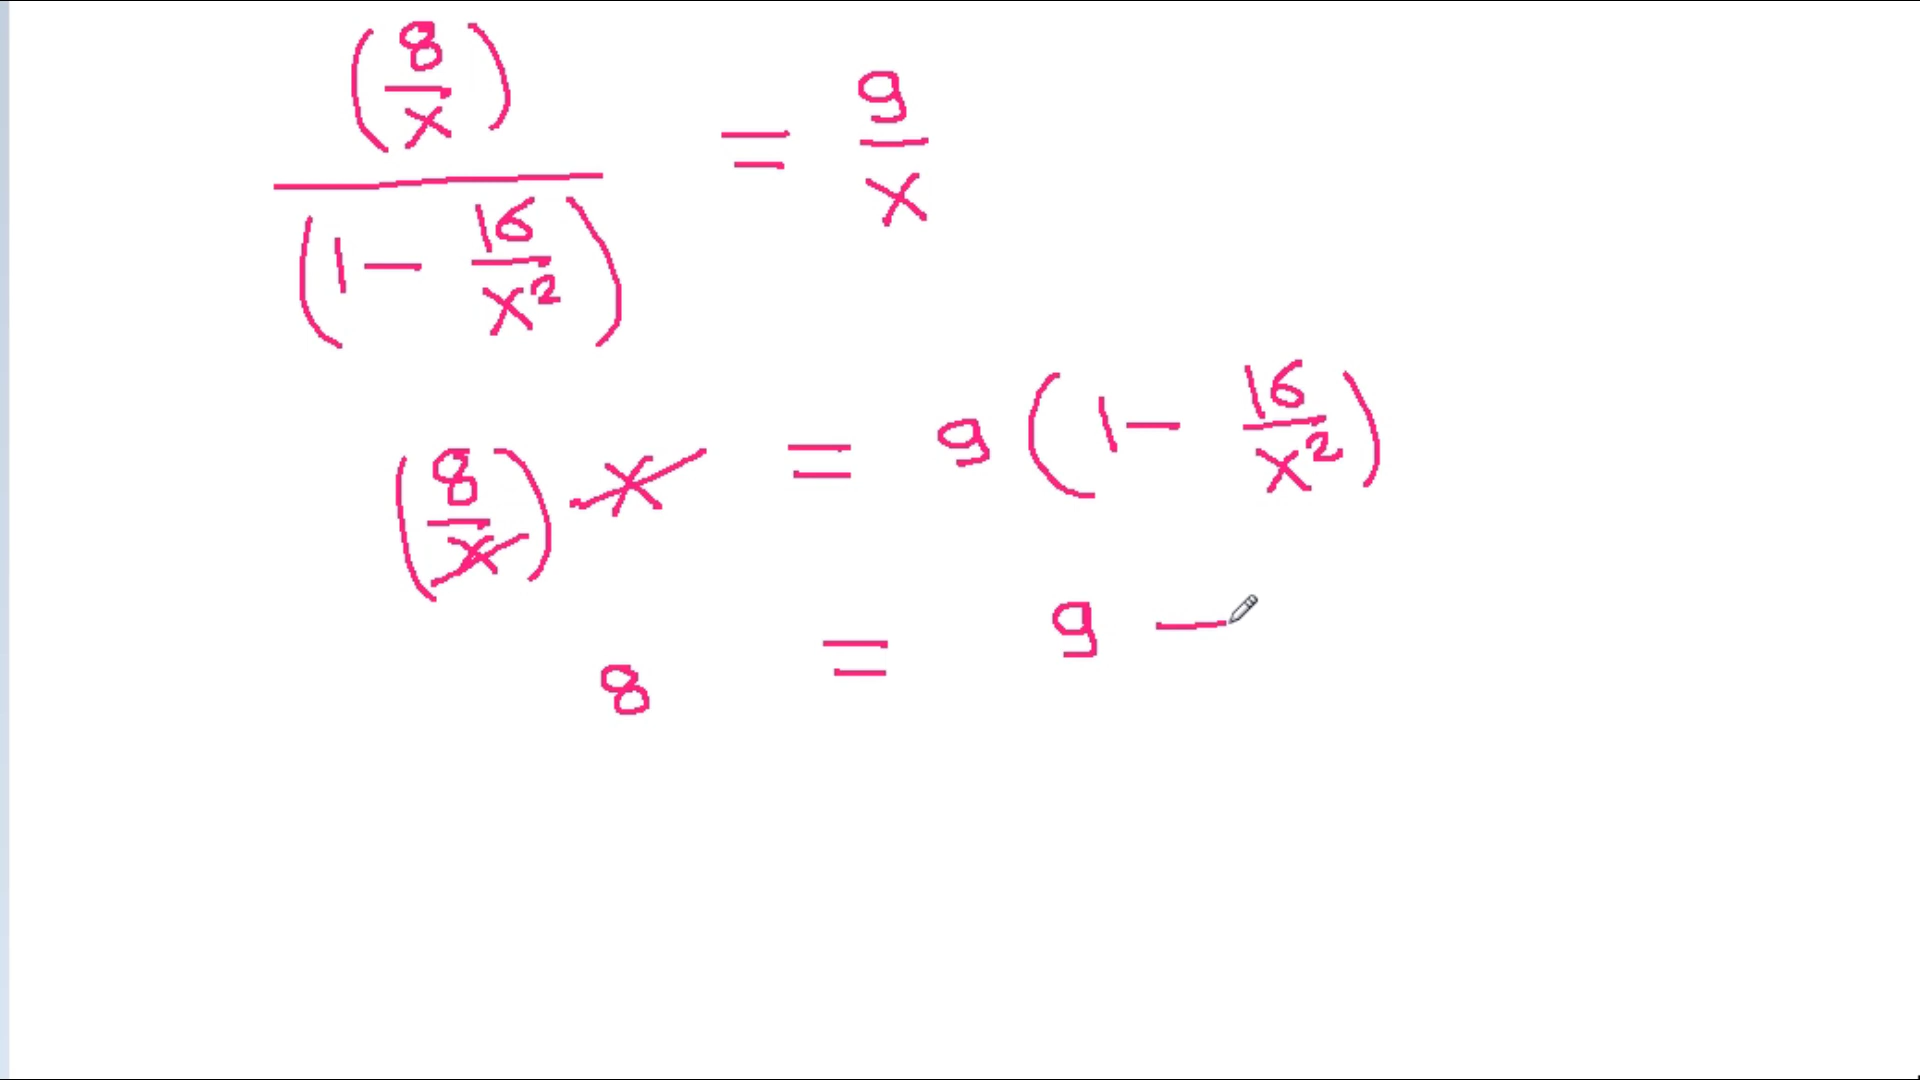 (8/x) / (1 - 16/x²) = 9/x
(8/x) x = 9 (1 - 16/x²)
8 = 9 -